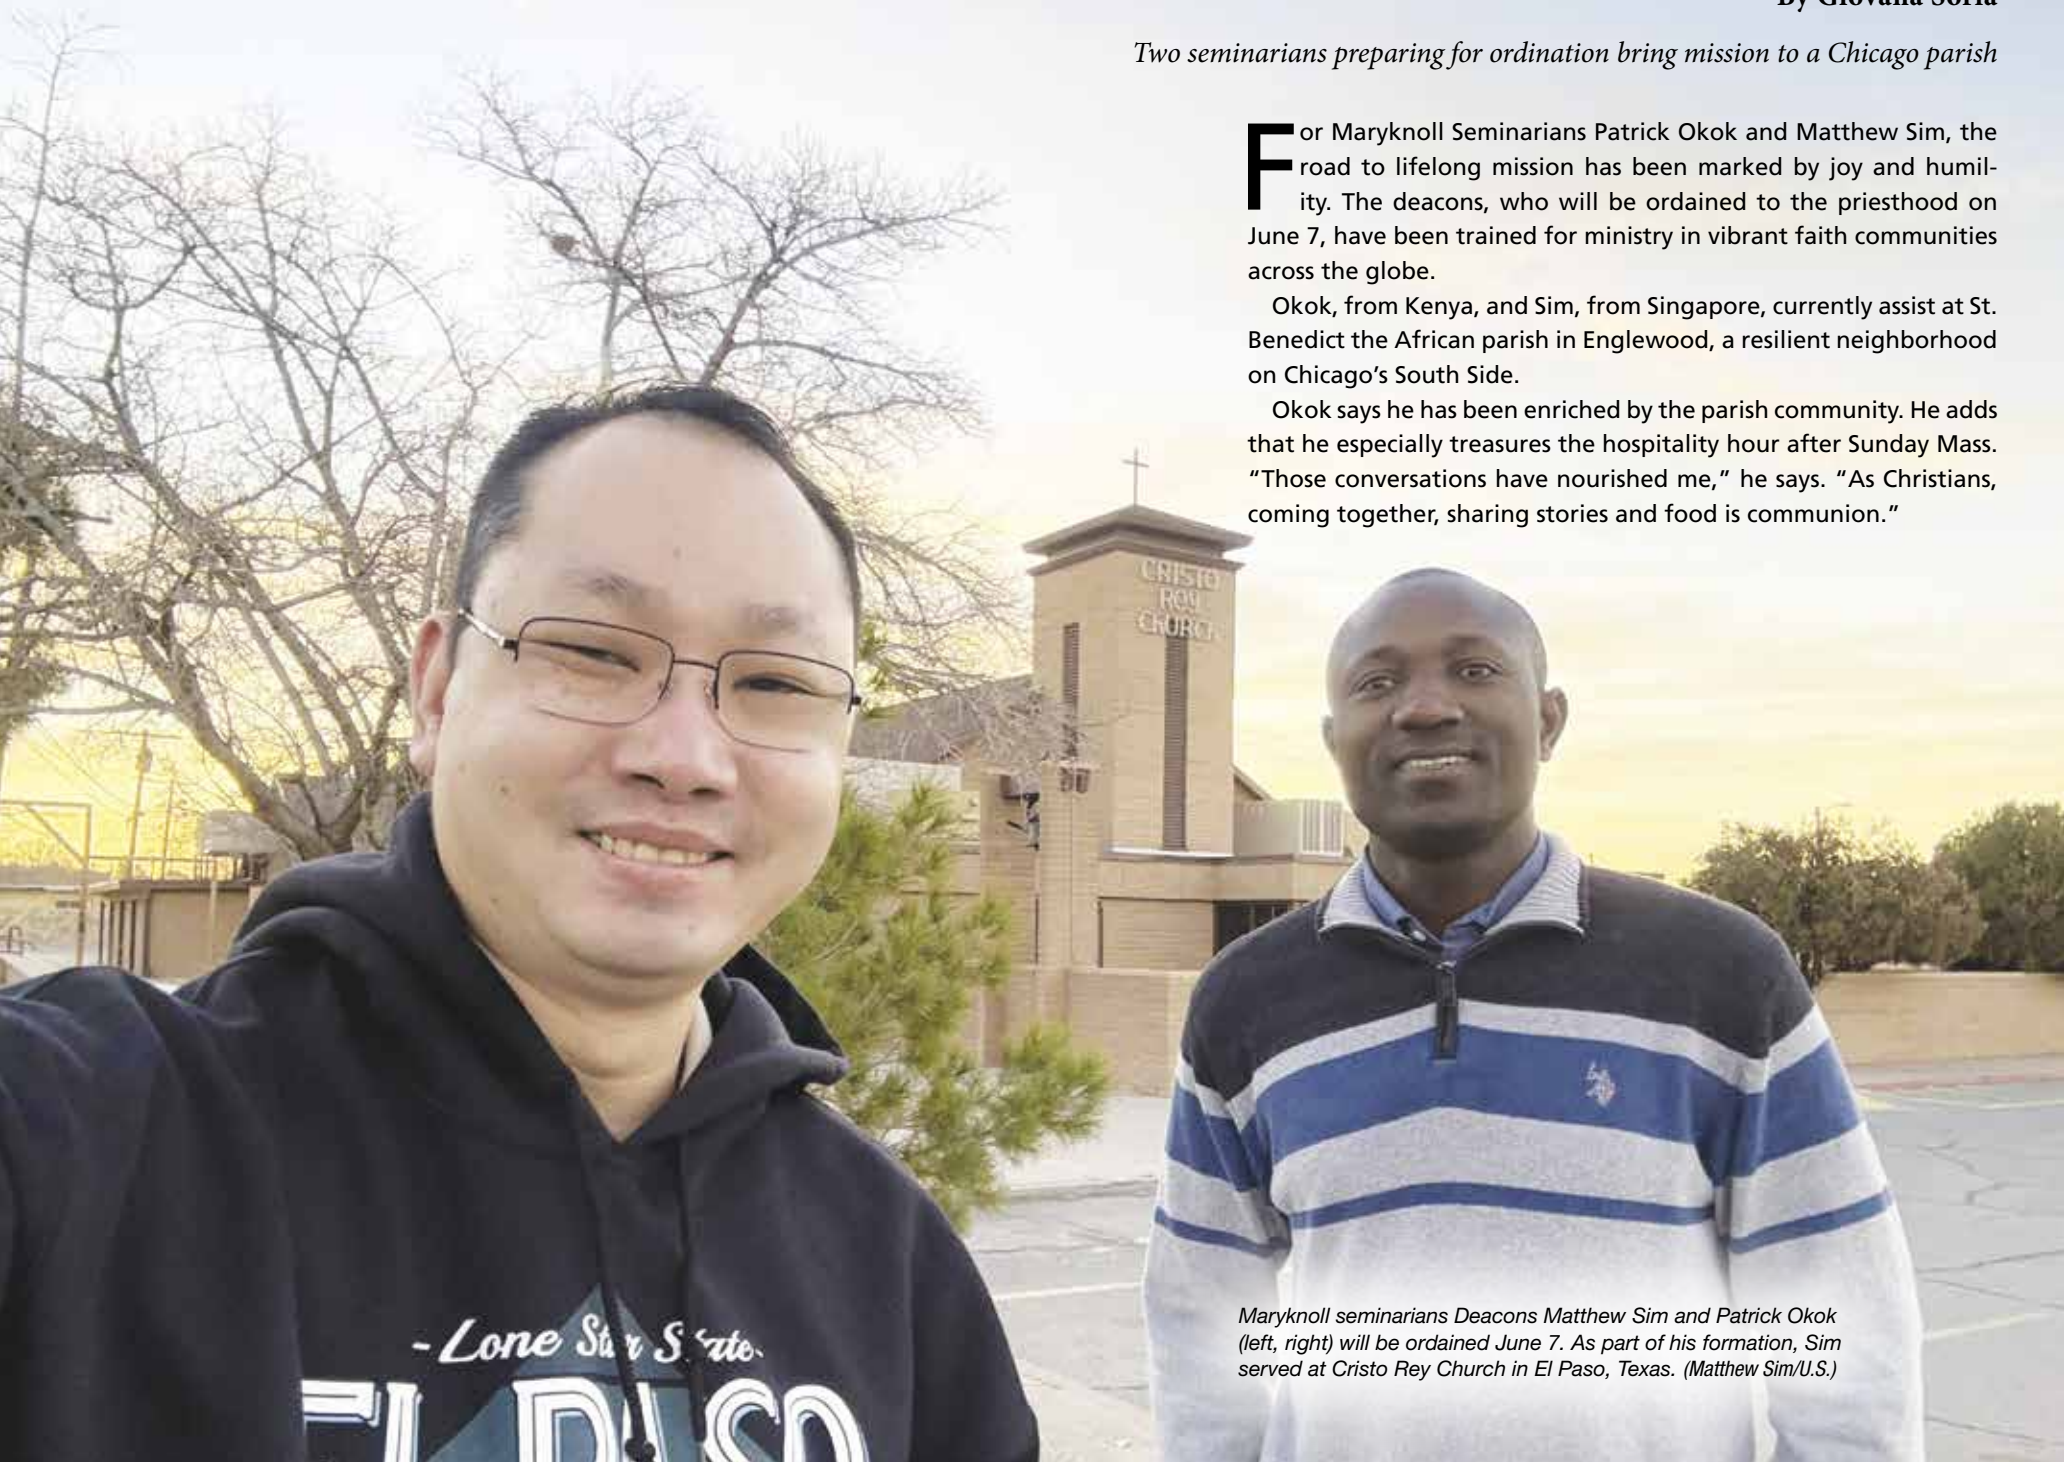 By Giovana Soria
Two seminarians preparing for ordination bring mission to a Chicago parish
For Maryknoll Seminarians Patrick Okok and Matthew Sim, the
road to lifelong mission has been marked by joy and humil-
ity. The deacons, who will be ordained to the priesthood on
June 7, have been trained for ministry in vibrant faith communities
across the globe.
Okok, from Kenya, and Sim, from Singapore, currently assist at St.
Benedict the African parish in Englewood, a resilient neighborhood
on Chicago’s South Side.
Okok says he has been enriched by the parish community. He adds
that he especially treasures the hospitality hour after Sunday Mass.
“Those conversations have nourished me,” he says. “As Christians,
coming together, sharing stories and food is communion.”
CRISTO
REY
CHURCH
- Lone Star State-
EL PASO
Maryknoll seminarians Deacons Matthew Sim and Patrick Okok
(left, right) will be ordained June 7. As part of his formation, Sim
served at Cristo Rey Church in El Paso, Texas. (Matthew Sim/U.S.)